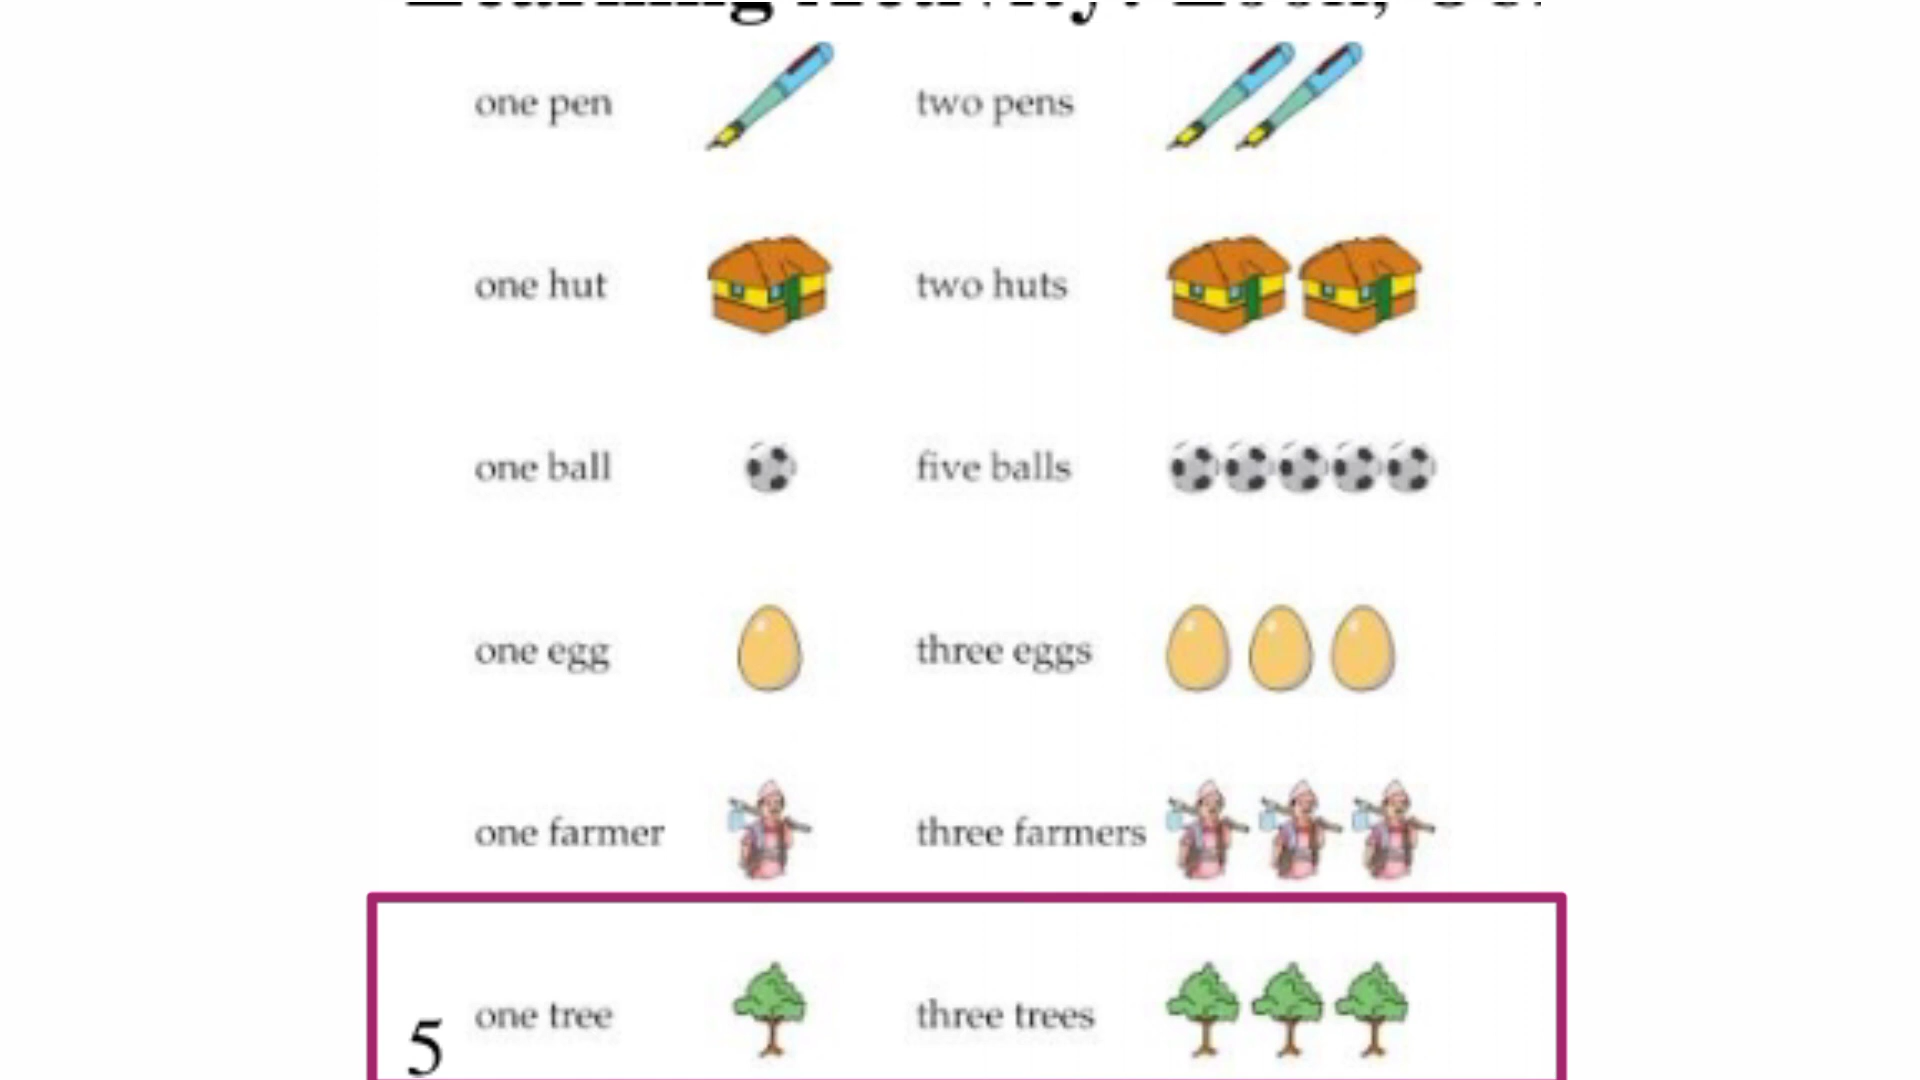 one pen two pens
one hut two huts
one ball five balls
one egg three eggs
one farmer three farmers
5 one tree three trees